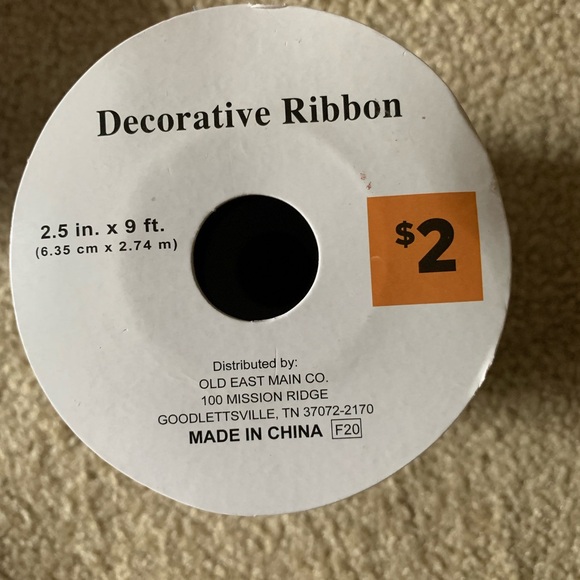 Decorative Ribbon
2.5 in. x 9 ft.
(6.35 cm x 2.74 m)
$2
Distributed by:
OLD EAST MAIN CO.
100 MISSION RIDGE
GOODLETTSVILLE, TN 37072-2170
MADE IN CHINA F20